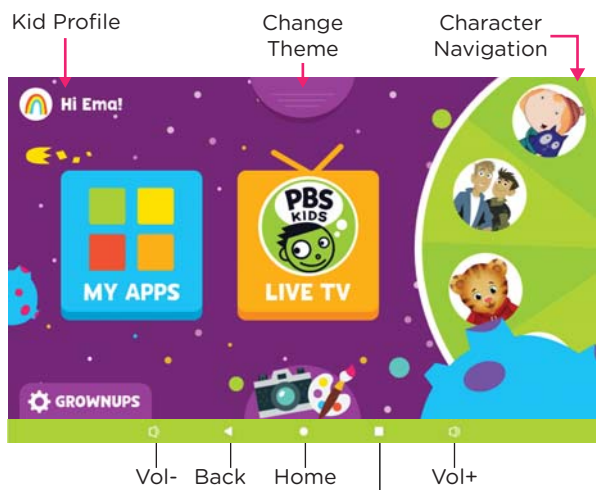 Kid Profile
Change
Theme
Character
Navigation
Hi Ema!
PBS
KIDS
MY APPS
LIVE TV
GROWNUPS
Vol- Back Home Vol+